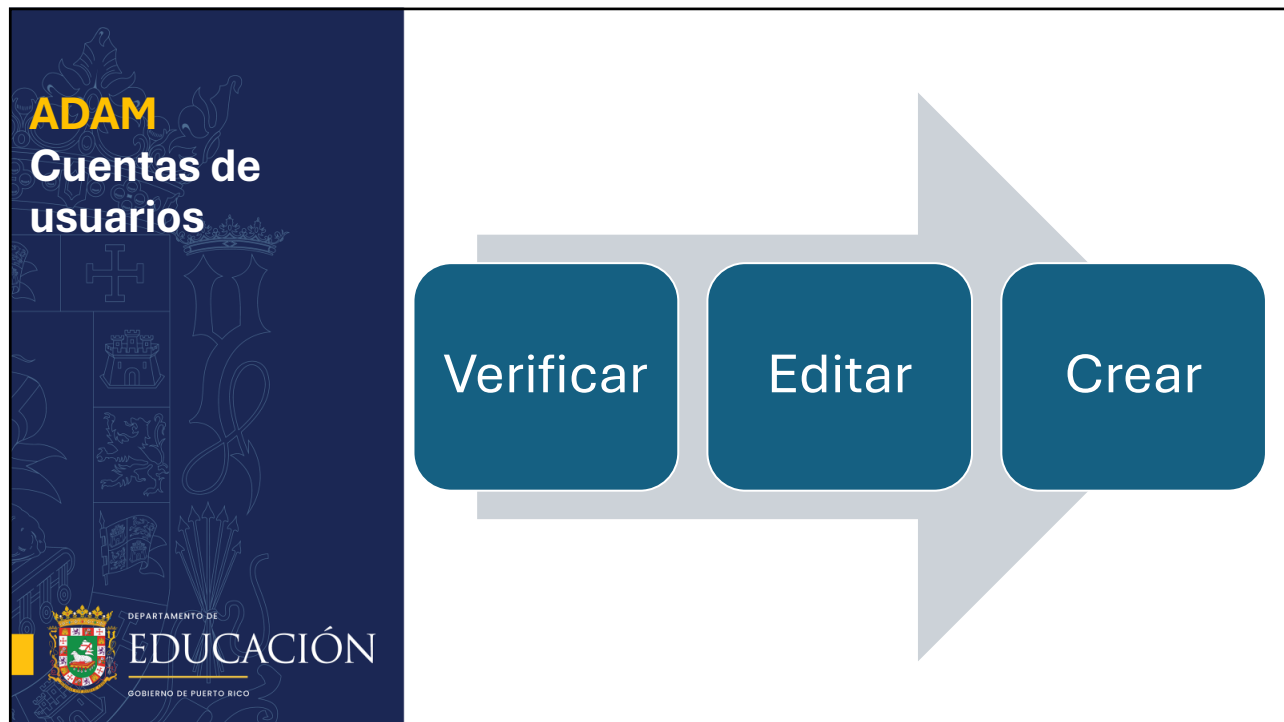 ADAM
Cuentas de
usuarios
Verificar
Editar
Crear
DEPARTAMENTO DE
EDUCACIÓN
GOBIERNO DE PUERTO RICO